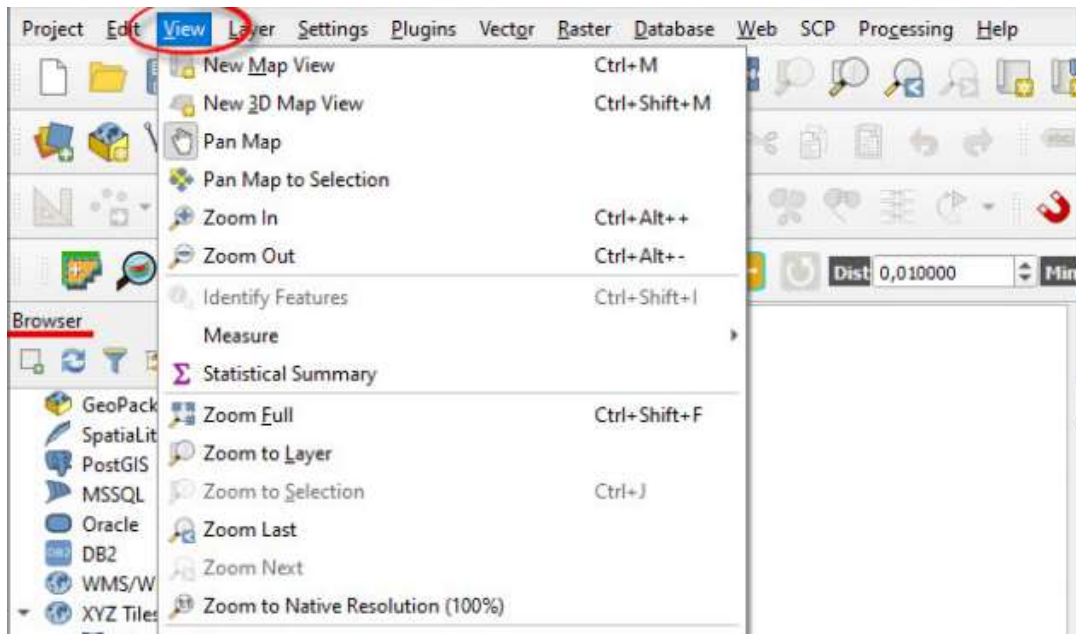 Project Edit View Layer Settings Plugins Vector Raster Database Web SCP Processing Help
New Map View Ctrl+M
New 3D Map View Ctrl+Shift+M
Pan Map
Pan Map to Selection
Zoom In Ctrl+Alt++
Zoom Out Ctrl+Alt+-
Dist 0,010000 Min
Identify Features Ctrl+Shift+I
Browser
Measure
Statistical Summary
GeoPack
Zoom Full Ctrl+Shift+F
SpatiaLit
Zoom to Layer
PostGIS
MSSQL
Zoom to Selection Ctrl+J
Oracle
Zoom Last
DB2
Zoom Next
WMS/W
XYZ Tiles
Zoom to Native Resolution (100%)